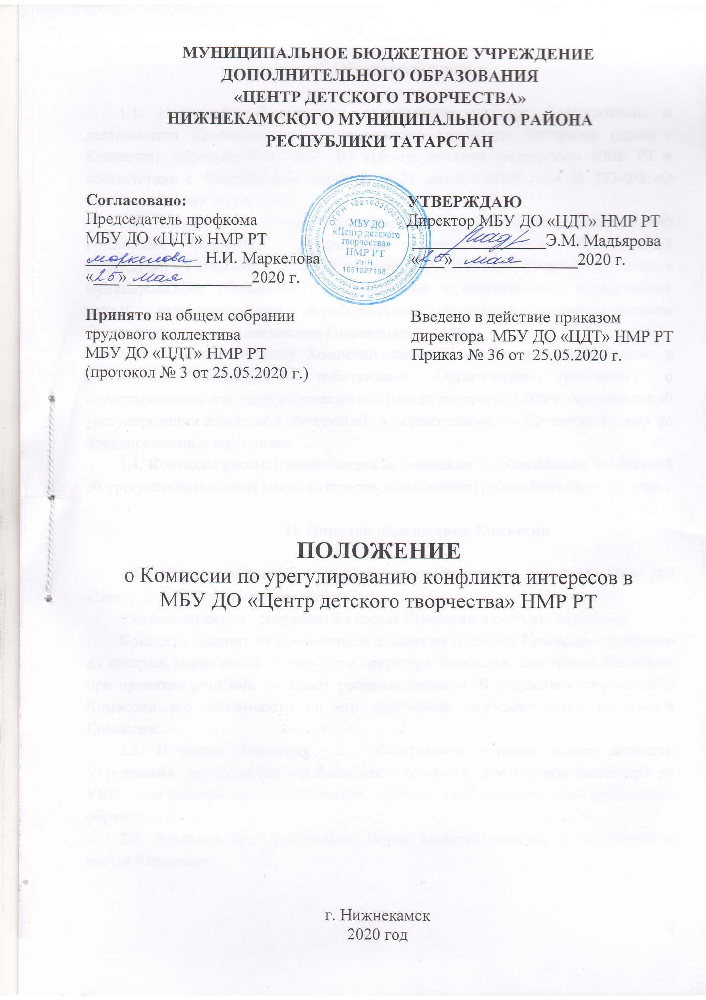 МУНИЦИПАЛЬНОЕ БЮДЖЕТНОЕ УЧРЕЖДЕНИЕ
ДОПОЛНИТЕЛЬНОГО ОБРАЗОВАНИЯ
«ЦЕНТР ДЕТСКОГО ТВОРЧЕСТВА»
НИЖНЕКАМСКОГО МУНИЦИПАЛЬНОГО РАЙОНА
РЕСПУБЛИКИ ТАТАРСТАН
Согласовано:
Председатель профкома
МБУ ДО «ЦДТ» НМР РТ
маркелова Н.И. Маркелова
«25» мая 2020 г.
УТВЕРЖДАЮ
Директор МБУ ДО «ЦДТ» НМР РТ
Э.М. Мадьярова
«25» мая 2020 г.
ОГРН 1021602502130
МБУ ДО
«Центр детского
творчества»
НМР РТ
ИНН
1651027188
Принято на общем собрании
трудового коллектива
МБУ ДО «ЦДТ» НМР РТ
(протокол № 3 от 25.05.2020 г.)
Введено в действие приказом
директора МБУ ДО «ЦДТ» НМР РТ
Приказ № 36 от 25.05.2020 г.
ПОЛОЖЕНИЕ
о Комиссии по урегулированию конфликта интересов в
МБУ ДО «Центр детского творчества» НМР РТ
г. Нижнекамск
2020 год